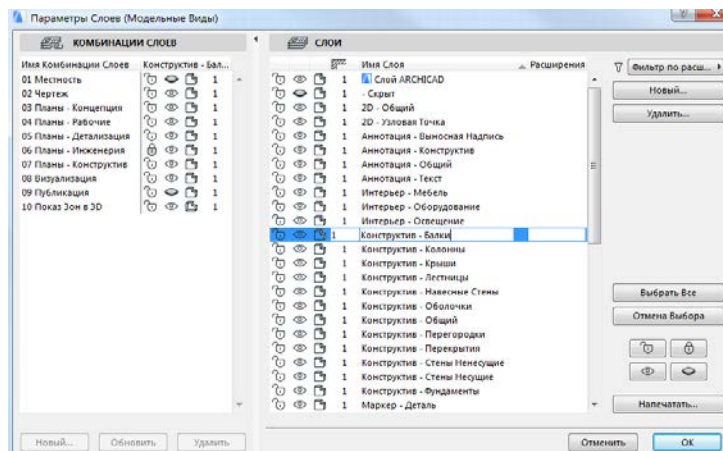 Параметры Слоев (Модельные Виды)
КОМБИНАЦИИ СЛОЕВ
Имя Комбинации Слоев Конструктив - Бал...
01 Местность 1
02 Чертеж 1
03 Планы - Концепция 1
04 Планы - Рабочие 1
05 Планы - Детализация 1
06 Планы - Инженерия 1
07 Планы - Конструктив 1
08 Визуализация 1
09 Публикация 1
10 Показ Зон в 3D 1
Новый... Обновить Удалить
СЛОИ
Имя Слоя Расширения
1 Слой ARCHICAD
1 - Скрыт
1 2D - Общий
1 2D - Узловая Точка
1 Аннотация - Выносная Надпись
1 Аннотация - Конструктив
1 Аннотация - Общий
1 Аннотация - Текст
1 Интерьер - Мебель
1 Интерьер - Оборудование
1 Интерьер - Освещение
1 Конструктив - Балки
1 Конструктив - Колонны
1 Конструктив - Крыши
1 Конструктив - Лестницы
1 Конструктив - Навесные Стены
1 Конструктив - Оболочки
1 Конструктив - Общий
1 Конструктив - Перегородки
1 Конструктив - Перекрытия
1 Конструктив - Стены Ненесущие
1 Конструктив - Стены Несущие
1 Конструктив - Фундаменты
1 Маркер - Деталь
Фильтр по расш...
Новый...
Удалить...
Выбрать Все
Отмена Выбора
Напечатать...
Отменить OK